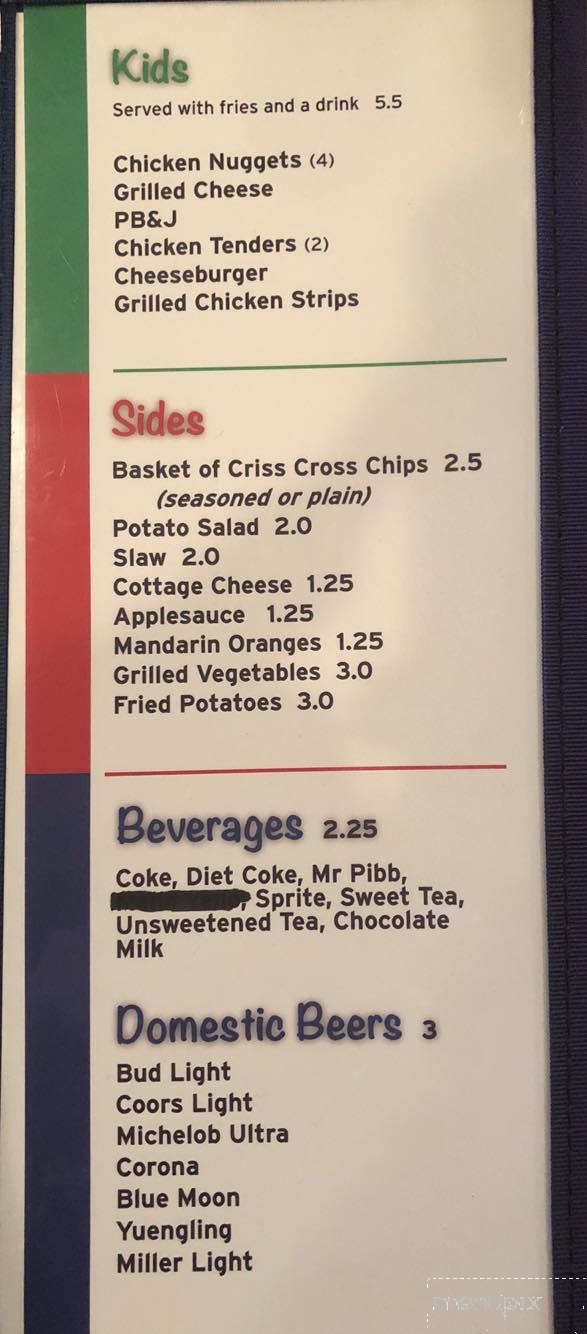 Kids
Served with fries and a drink 5.5
Chicken Nuggets (4)
Grilled Cheese
PB&J
Chicken Tenders (2)
Cheeseburger
Grilled Chicken Strips
Sides
Basket of Criss Cross Chips 2.5
(seasoned or plain)
Potato Salad 2.0
Slaw 2.0
Cottage Cheese 1.25
Applesauce 1.25
Mandarin Oranges 1.25
Grilled Vegetables 3.0
Fried Potatoes 3.0
Beverages 2.25
Coke, Diet Coke, Mr Pibb,
, Sprite, Sweet Tea,
Unsweetened Tea, Chocolate
Milk
Domestic Beers 3
Bud Light
Coors Light
Michelob Ultra
Corona
Blue Moon
Yuengling
Miller Light
menupix